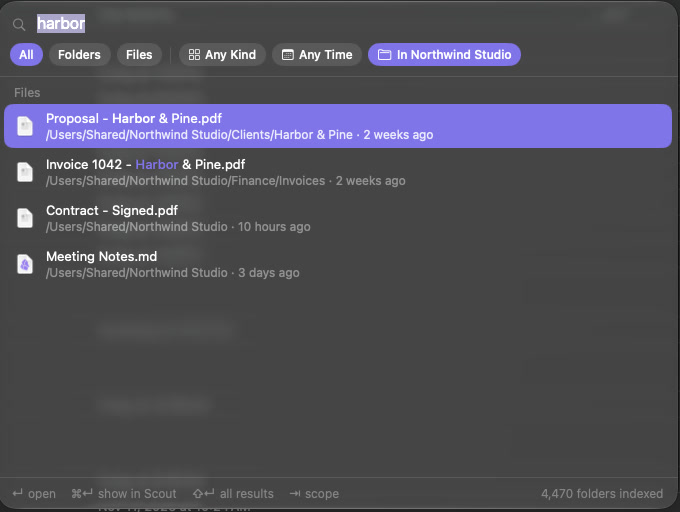 harbor
All Folders Files Any Kind Any Time In Northwind Studio
Files
Proposal - Harbor & Pine.pdf
/Users/Shared/Northwind Studio/Clients/Harbor & Pine · 2 weeks ago
Invoice 1042 - Harbor & Pine.pdf
/Users/Shared/Northwind Studio/Finance/Invoices · 2 weeks ago
Contract - Signed.pdf
/Users/Shared/Northwind Studio · 10 hours ago
Meeting Notes.md
/Users/Shared/Northwind Studio · 3 days ago
↵ open ⌘↵ show in Scout ⇧↵ all results ⇥ scope 4,470 folders indexed